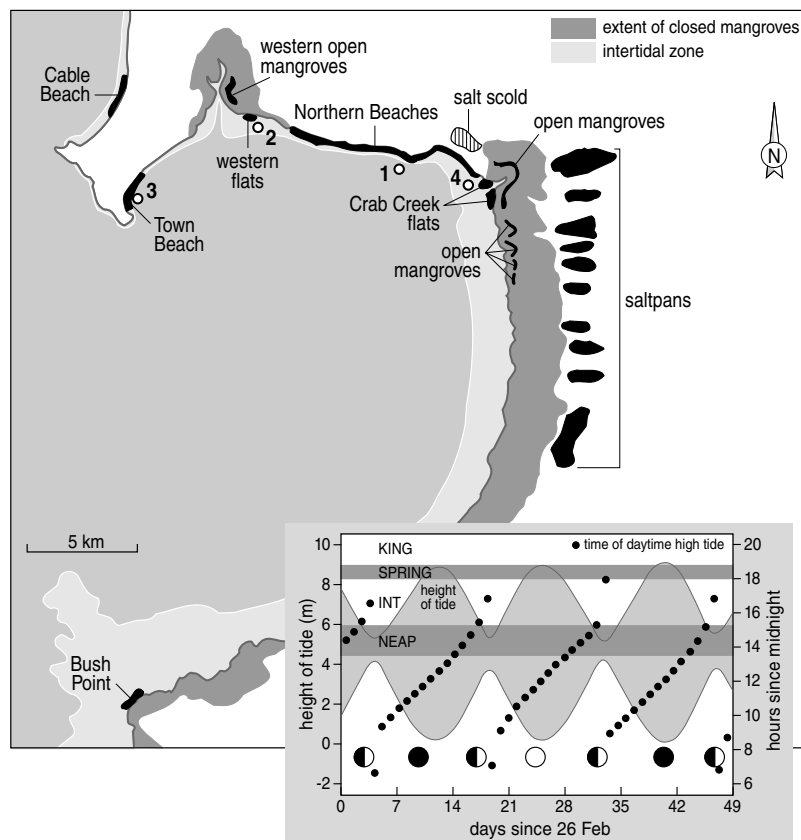 extent of closed mangroves
intertidal zone
western open
mangroves
Cable
Beach
salt scold
Northern Beaches
open mangroves
N
2
western
flats
1
4
3
Crab Creek
flats
Town
Beach
open
mangroves
saltpans
5 km
Bush
Point
time of daytime high tide
KING
SPRING
height
of tide
INT
NEAP
height of tide (m)
10
8
6
4
2
0
-2
hours since midnight
20
18
16
14
12
10
8
6
0
7
14
21
28
35
42
49
days since 26 Feb